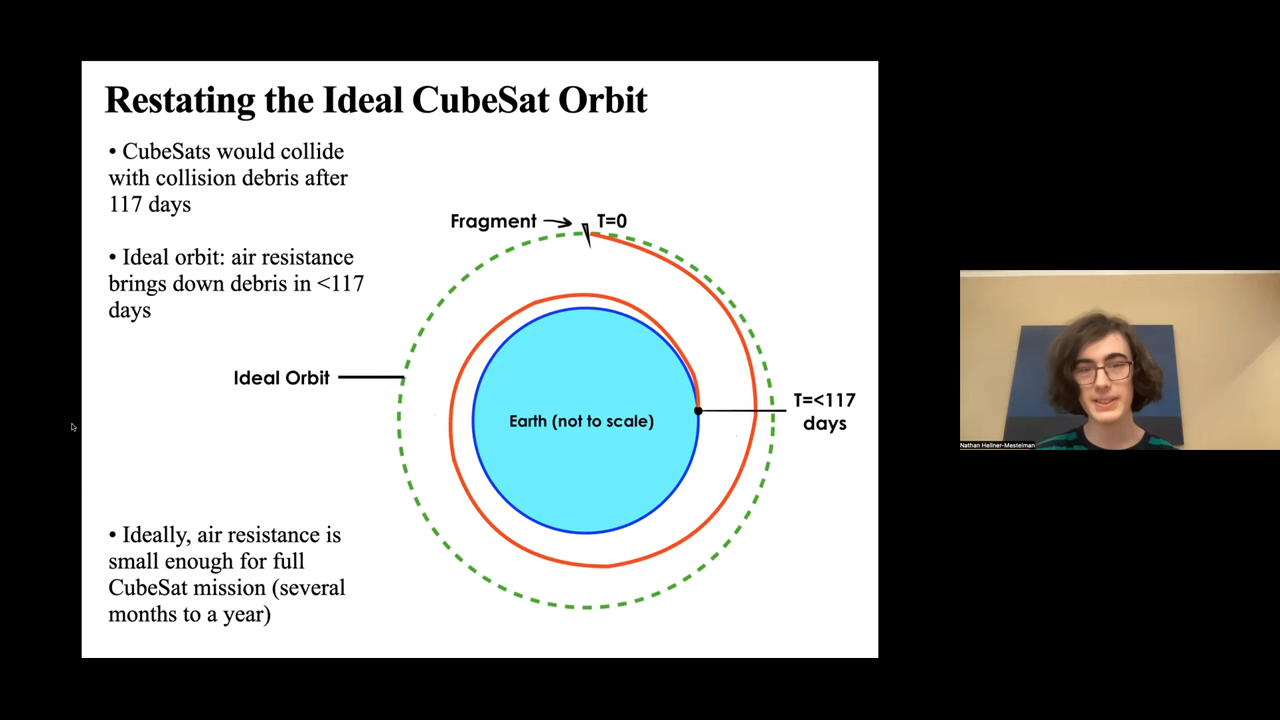 Restating the Ideal CubeSat Orbit
• CubeSats would collide
with collision debris after
117 days
• Ideal orbit: air resistance
brings down debris in <117
days
• Ideally, air resistance is
small enough for full
CubeSat mission (several
months to a year)
Fragment
T=0
Ideal Orbit
Earth (not to scale)
T=<117
days
Nathan Hellner-Mestelman